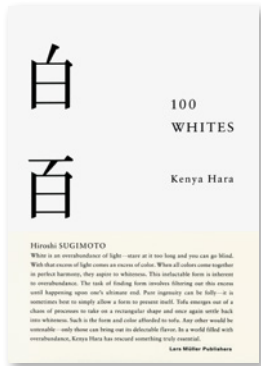 白
百
100
WHITES
Kenya Hara
Hiroshi SUGIMOTO
White is an overabundance of light—stare at it too long and you can go blind.
With that excess of light comes an excess of color. When all colors come together
in perfect harmony, they aspire to whiteness. This ineluctable form is inherent
to overabundance. The task of finding form involves filtering out this excess
until happening upon one's ultimate end. Pure ingenuity can be folly—it is
sometimes best to simply allow a form to present itself. Tofu emerges out of a
chaos of processes to take on a rectangular shape and once again settle back
into whiteness. Such is the form and color afforded to tofu. Any other would be
untenable—only those can bring out its delectable flavor. In a world filled with
overabundance, Kenya Hara has rescued something truly essential.
Lars Müller Publishers